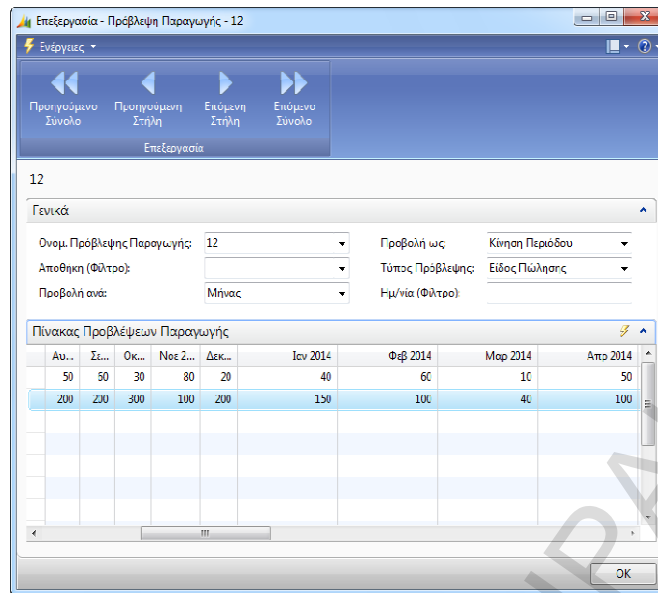 Επεξεργασία - Πρόβλεψη Παραγωγής - 12
Ενέργειες
Προηγούμενο Σύνολο
Προηγούμενη Στήλη
Επόμενη Στήλη
Επόμενο Σύνολο
Επεξεργασία
12
Γενικά
Ονομ. Πρόβλεψης Παραγωγής: 12
Προβολή ως: Κίνηση Περιόδου
Αποθηκη (Φίλτρο):
Τύπος Πρόβλεψης: Είδος Πώλησης
Προβολή ανά: Μήνας
Ημ/νία (Φίλτρο):
Πίνακας Προβλέψεων Παραγωγής
Αυ... Σε... Οκ... Νοε 2... Δεκ... Ιαν 2014 Φεβ 2014 Μαρ 2014 Απρ 2014
50 50 30 80 20 40 60 10 50
200 200 300 100 200 150 100 40 100
OK